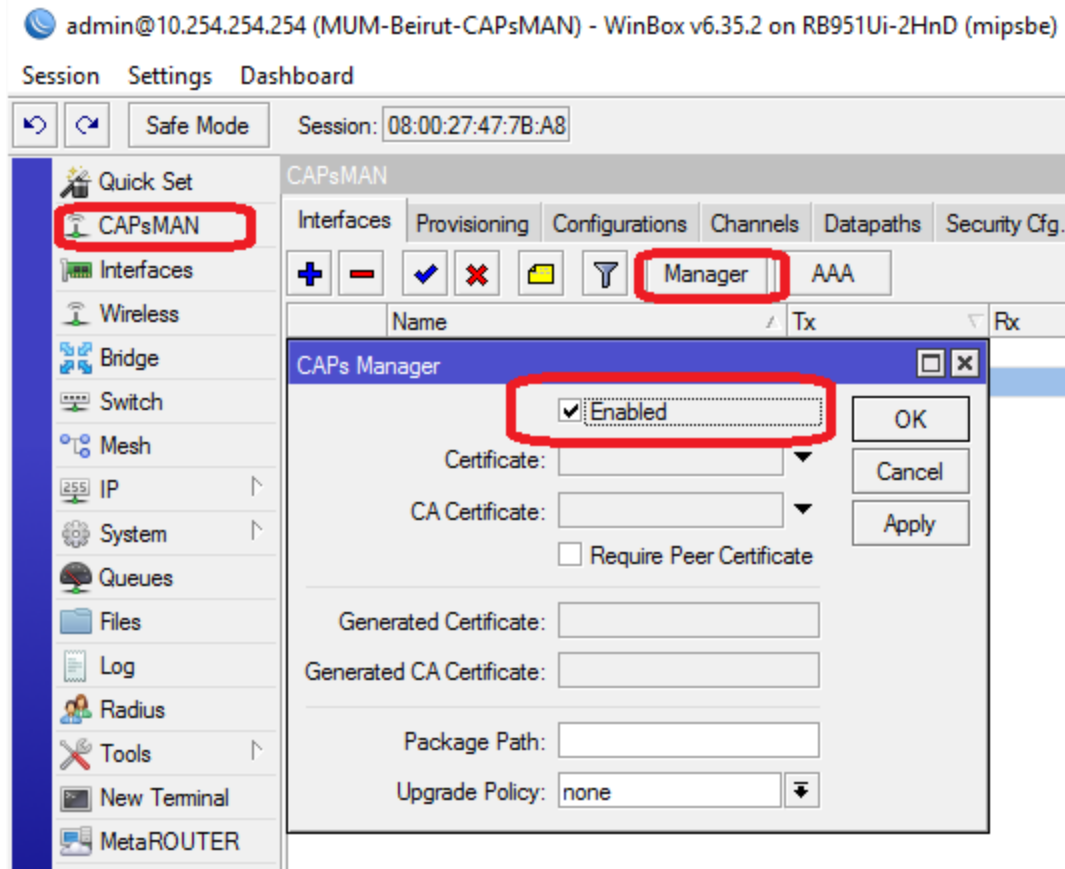 admin@10.254.254.254 (MUM-Beirut-CAPsMAN) - WinBox v6.35.2 on RB951Ui-2HnD (mipsbe)
Session Settings Dashboard
Safe Mode Session: 08:00:27:47:7B:A8
Quick Set
CAPsMAN
Interfaces
Wireless
Bridge
Switch
Mesh
255 IP
System
Queues
Files
Log
Radius
Tools
New Terminal
MetaROUTER
CAPsMAN
Interfaces Provisioning Configurations Channels Datapaths Security Cfg.
Manager AAA
Name Tx Rx
CAPs Manager
Enabled
OK
Certificate:
Cancel
CA Certificate:
Apply
Require Peer Certificate
Generated Certificate:
Generated CA Certificate:
Package Path:
Upgrade Policy: none